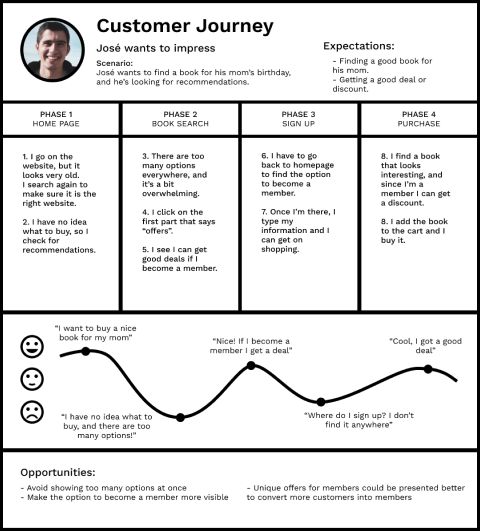 Customer Journey
José wants to impress
Scenario:
José wants to find a book for his mom's birthday,
and he's looking for recommendations.
Expectations:
- Finding a good book for
his mom.
- Getting a good deal or
discount.
PHASE 1
HOME PAGE
PHASE 2
BOOK SEARCH
PHASE 3
SIGN UP
PHASE 4
PURCHASE
1. I go on the
website, but it
looks very old.
I search again to
make sure it is the
right website.
2. I have no idea
what to buy, so I
check for
recommendations.
3. There are too
many options
everywhere, and
it's a bit
overwhelming.
4. I click on the
first part that says
"offers".
5. I see I can get
good deals if I
become a member.
6. I have to go
back to homepage
to find the option
to become a
member.
7. Once I'm there, I
type my
information and I
can get on
shopping.
8. I find a book
that looks
interesting, and
since I'm a
member I can get
a discount.
8. I add the book
to the cart and I
buy it.
"I want to buy a nice
book for my mom"
"I have no idea what to
buy, and there are too
many options!"
"Nice! If I become a
member I get a deal"
"Where do I sign up? I don't
find it anywhere"
"Cool, I got a good
deal"
Opportunities:
- Avoid showing too many options at once
- Make the option to become a member more visible
- Unique offers for members could be presented better
to convert more customers into members